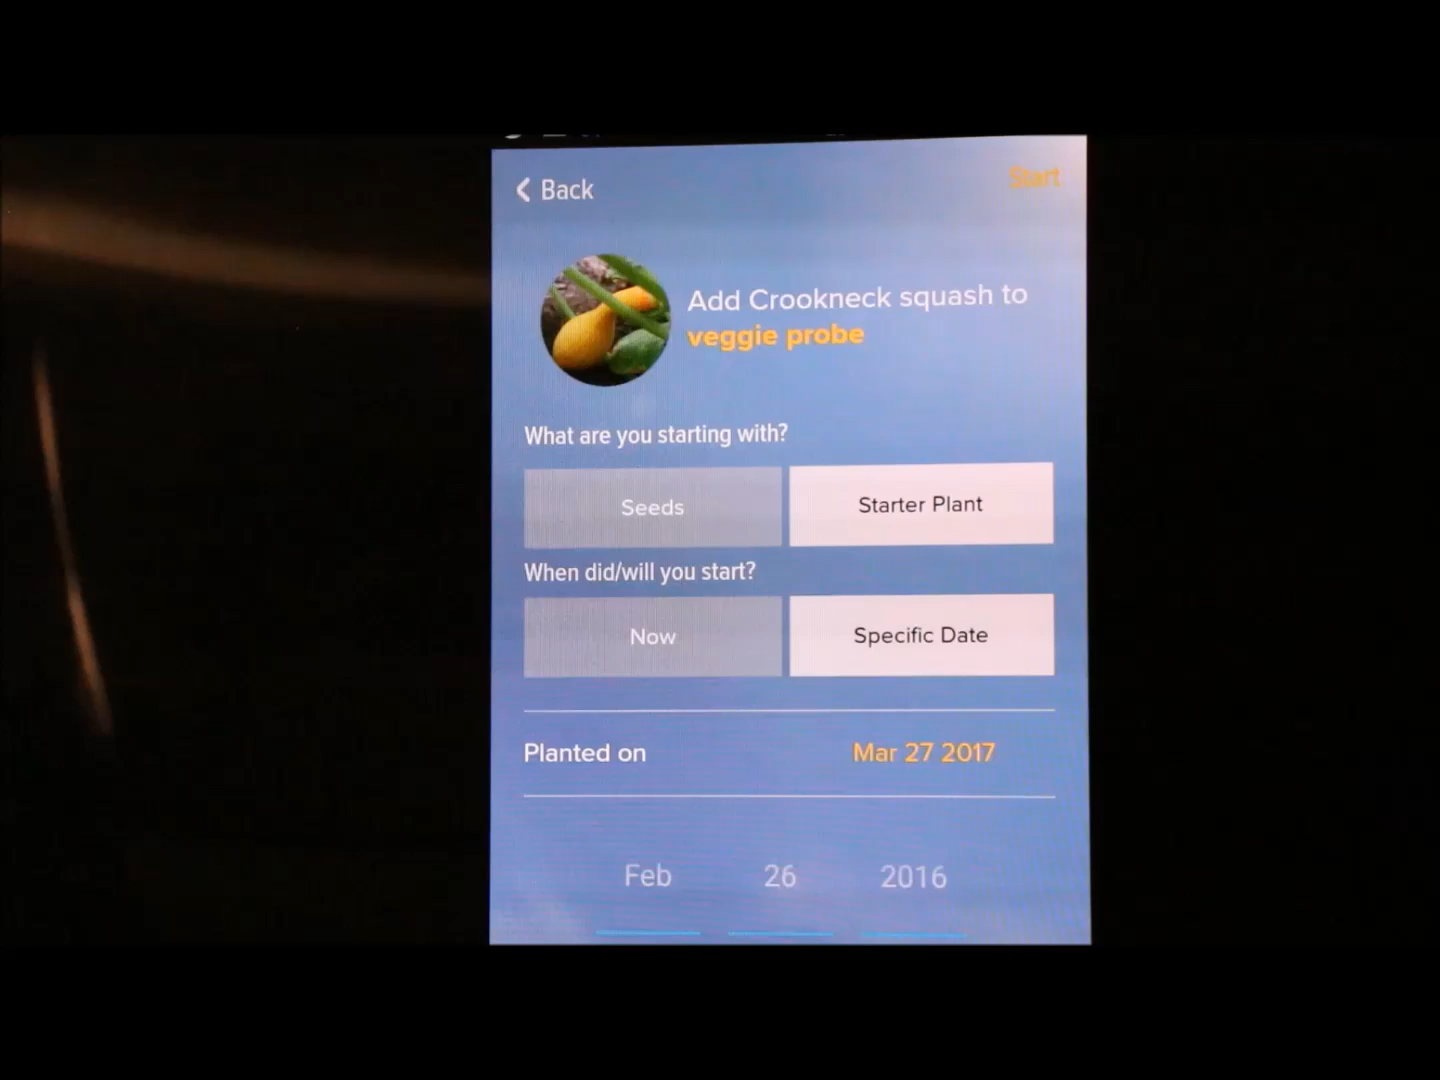 Back
Start
Add Crookneck squash to
veggie probe
What are you starting with?
Seeds
Starter Plant
When did/will you start?
Now
Specific Date
Planted on
Mar 27 2017
Feb 26 2016